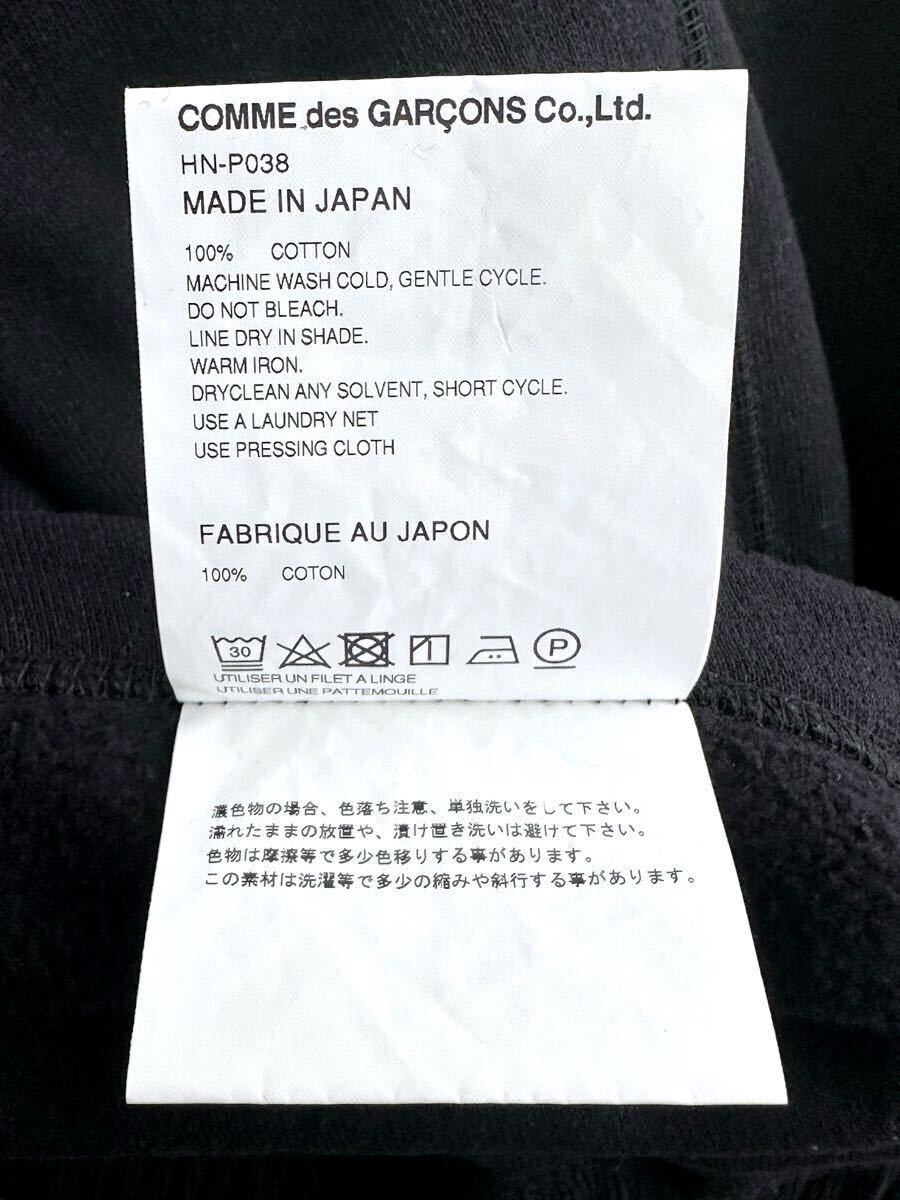 COMME des GARÇONS Co.,Ltd.
HN-P038
MADE IN JAPAN
100% COTTON
MACHINE WASH COLD, GENTLE CYCLE.
DO NOT BLEACH.
LINE DRY IN SHADE.
WARM IRON.
DRYCLEAN ANY SOLVENT, SHORT CYCLE.
USE A LAUNDRY NET
USE PRESSING CLOTH
FABRIQUE AU JAPON
100% COTON
30 P
UTILISER UN FILET A LINGE
UTILISER UNE PATTEMOUILLE
濃色物の場合、色落ち注意、単独洗いをして下さい。
濡れたままの放置や、漬け置き洗いは避けて下さい。
色物は摩擦等で多少色移りする事があります。
この素材は洗濯等で多少の縮みや斜行する事があります。